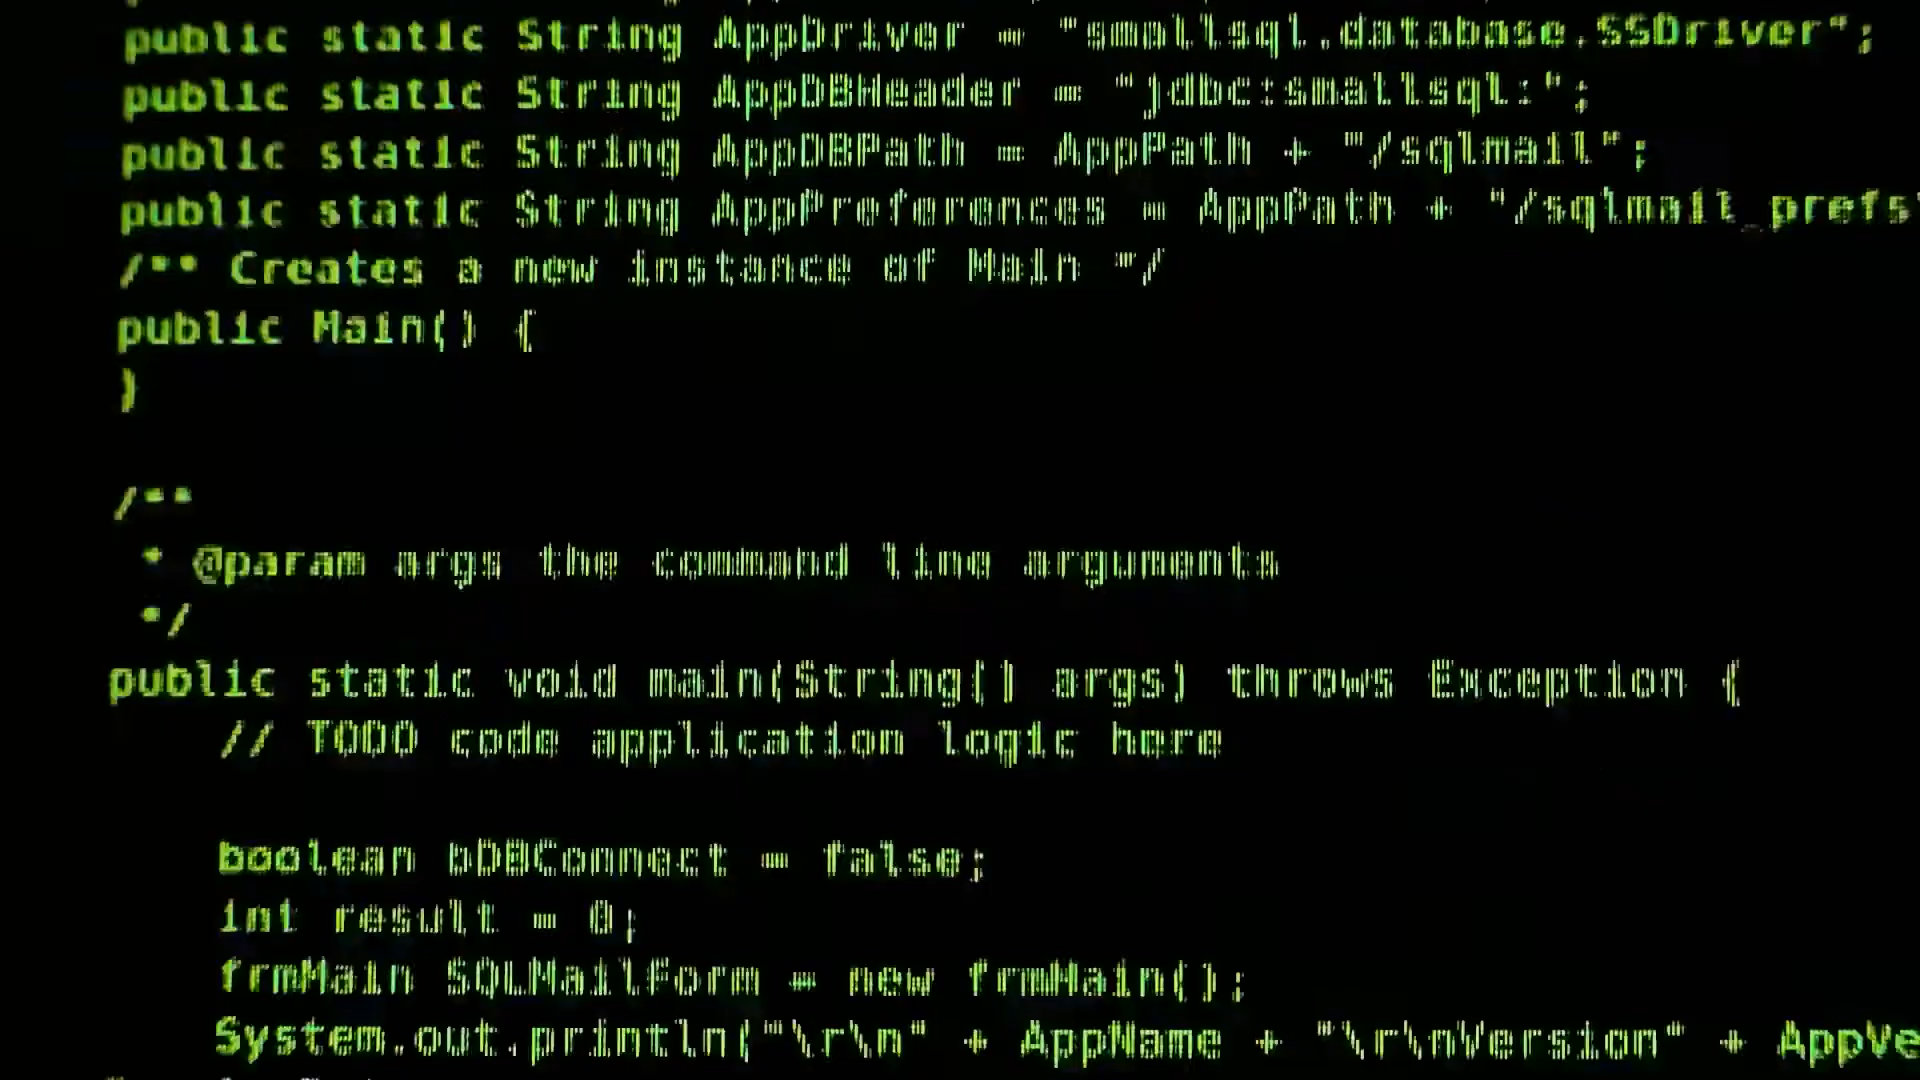 public static String AppDriver = "smallsql.database.SSDriver";
public static String AppDBHeader = "jdbc:smallsql:";
public static String AppDBPath = AppPath + "/sqlmail";
public static String AppPreferences = AppPath + "/sqlmail_prefs"
/** Creates a new instance of Main */
public Main() {
}
/**
* @param args the command line arguments
*/
public static void main(String[] args) throws Exception {
// TODO code application logic here
boolean bDBConnect = false;
int result = 0;
frmMain SQLMailForm = new frmMain();
System.out.println("\r\n" + AppName + "\r\nVersion" + AppVe